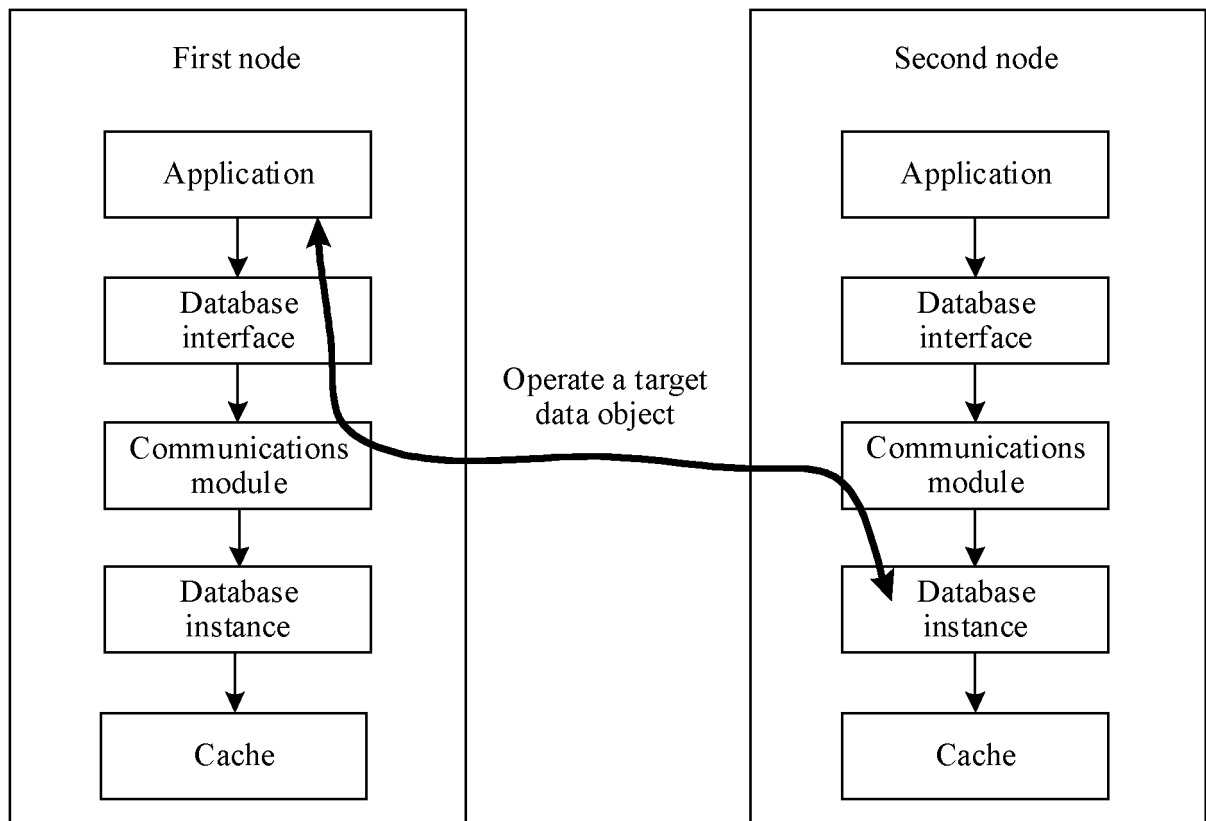 First node
Application
Database
interface
Communications
module
Database
instance
Cache
Operate a target
data object
Second node
Application
Database
interface
Communications
module
Database
instance
Cache